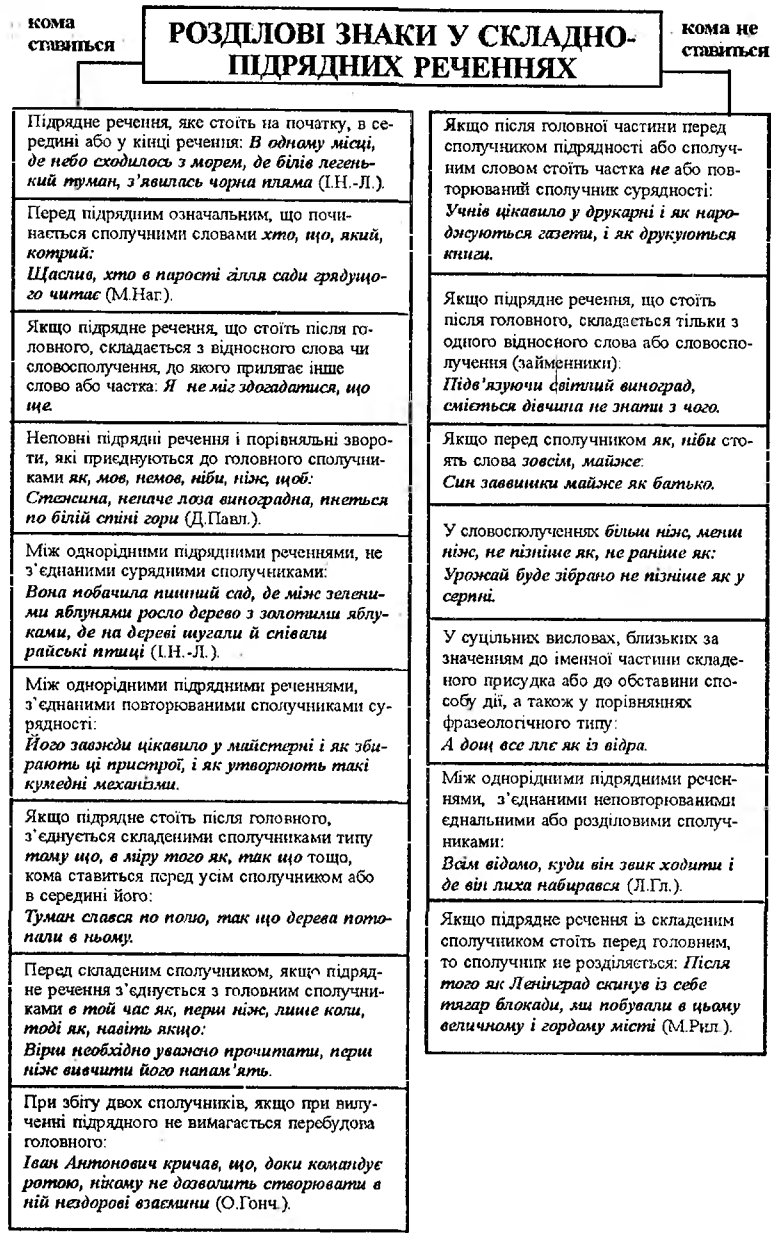 кома
ставиться
РОЗДІЛОВІ ЗНАКИ У СКЛАДНО-
ПІДРЯДНИХ РЕЧЕННЯХ
кома не
ставиться
Підрядне речення, яке стоїть на початку, в се-
редині або у кінці речення: В одному місці,
де небо сходилось з морем, де білів легень-
кий туман, з’явилась чорна пляма (І.Н.-Л.).
Перед підрядним означальним, що почи-
нається сполучними словами хто, що, який,
котрий:
Щаслив, хто в парості гілля сади грядущо-
го читає (М.Наг.).
Якщо підрядне речення, що стоїть після го-
ловного, складається з відносного слова чи
словосполучення, до якого прилягає інше
слово або частка: Я не міг здогадатися, що
ще.
Неповні підрядні речення і порівняльні зворо-
ти, які приєднуються до головного сполучни-
ками як, мов, немов, ніби, ніж, щоб:
Стежина, неначе лоза виноградна, пнеться
по білій стіні гори (Д.Павл.).
Між однорідними підрядними реченнями, не
з’єднаними сурядними сполучниками:
Вона побачила пишний сад, де між зелени-
ми яблунями росло дерево з золотими яблу-
ками, де на дереві шугали й співали
райські птиці (І.Н.-Л.).
Між однорідними підрядними реченнями,
з’єднаними повторюваними сполучниками су-
рядності:
Його завжди цікавило у майстерні і як зби-
рають ці пристрої, і як утворюють такі
кумедні механізми.
Якщо підрядне стоїть після головного,
з’єднується складеними сполучниками типу
тому що, в міру того як, так що тощо,
кома ставиться перед усім сполучником або
в середині його:
Туман слався по полю, так що дерева пото-
пали в ньому.
Перед складеним сполучником, якщо підряд-
не речення з’єднується з головним сполучни-
ками в той час як, перш ніж, лише коли,
тоді як, навіть якщо:
Вірш необхідно уважно прочитати, перш
ніж вивчити його напам’ять.
При збігу двох сполучників, якщо при вилу-
ченні підрядного не вимагається перебудова
головного:
Іван Антонович кричав, що, доки командує
ротою, нікому не дозволить створювати в
ній нездорові взаємини (О.Гонч.).
Якщо після головної частини перед
сполучником підрядності або сполуч-
ним словом стоїть частка не або пов-
торюваний сполучник сурядності:
Учнів цікавило у друкарні і як наро-
джуються газети, і як друкуються
книги.
Якщо підрядне речення, що стоїть
після головного, складається тільки з
одного відносного слова або словоспо-
лучення (займенники):
Підв’язуючи світлий виноград,
сміється дівчина не знати з чого.
Якщо перед сполучником як, ніби сто-
ять слова зовсім, майже:
Син заввишки майже як батько.
У словосполученнях більш ніж, менш
ніж, не пізніше як, не раніше як:
Урожай буде зібрано не пізніше як у
серпні.
У суцільних висловах, близьких за
значенням до іменної частини складе-
ного присудка або до обставини спо-
собу дії, а також у порівняннях
фразеологічного типу:
А дощ все ллє як із відра.
Між однорідними підрядними речен-
нями, з’єднаними неповторюваними
єднальними або розділовими сполуч-
никами:
Всім відомо, куди він звик ходити і
де він лиха набирався (Л.Гл.).
Якщо підрядне речення із складеним
сполучником стоїть перед головним,
то сполучник не розділяється: Після
того як Ленінград скинув із себе
тягар блокади, ми побували в цьому
величному і гордому місті (М.Рил.).